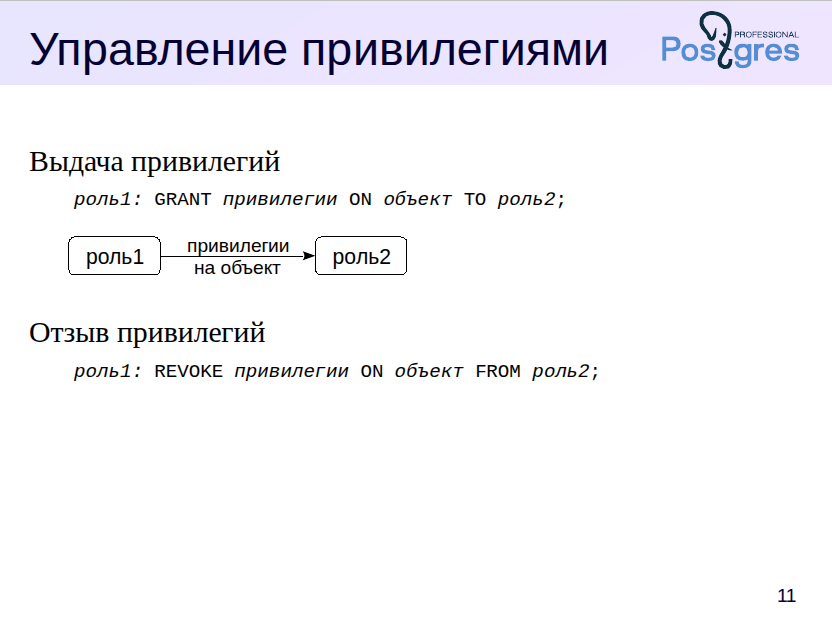 Управление привилегиями
PROFESSIONAL
Postgres
Выдача привилегий
роль1: GRANT привилегии ON объект TO роль2;
роль1
привилегии
на объект
роль2
Отзыв привилегий
роль1: REVOKE привилегии ON объект FROM роль2;
11